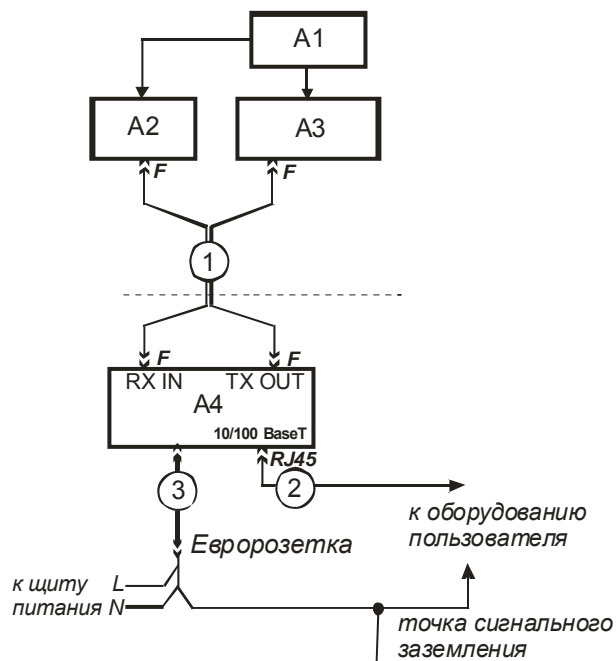 A1
A2
A3
F
F
1
F
F
RX IN
TX OUT
A4
10/100 BaseT
RJ45
3
2
к оборудованию
пользователя
Евророзетка
к щиту L
питания N
точка сигнального
заземления